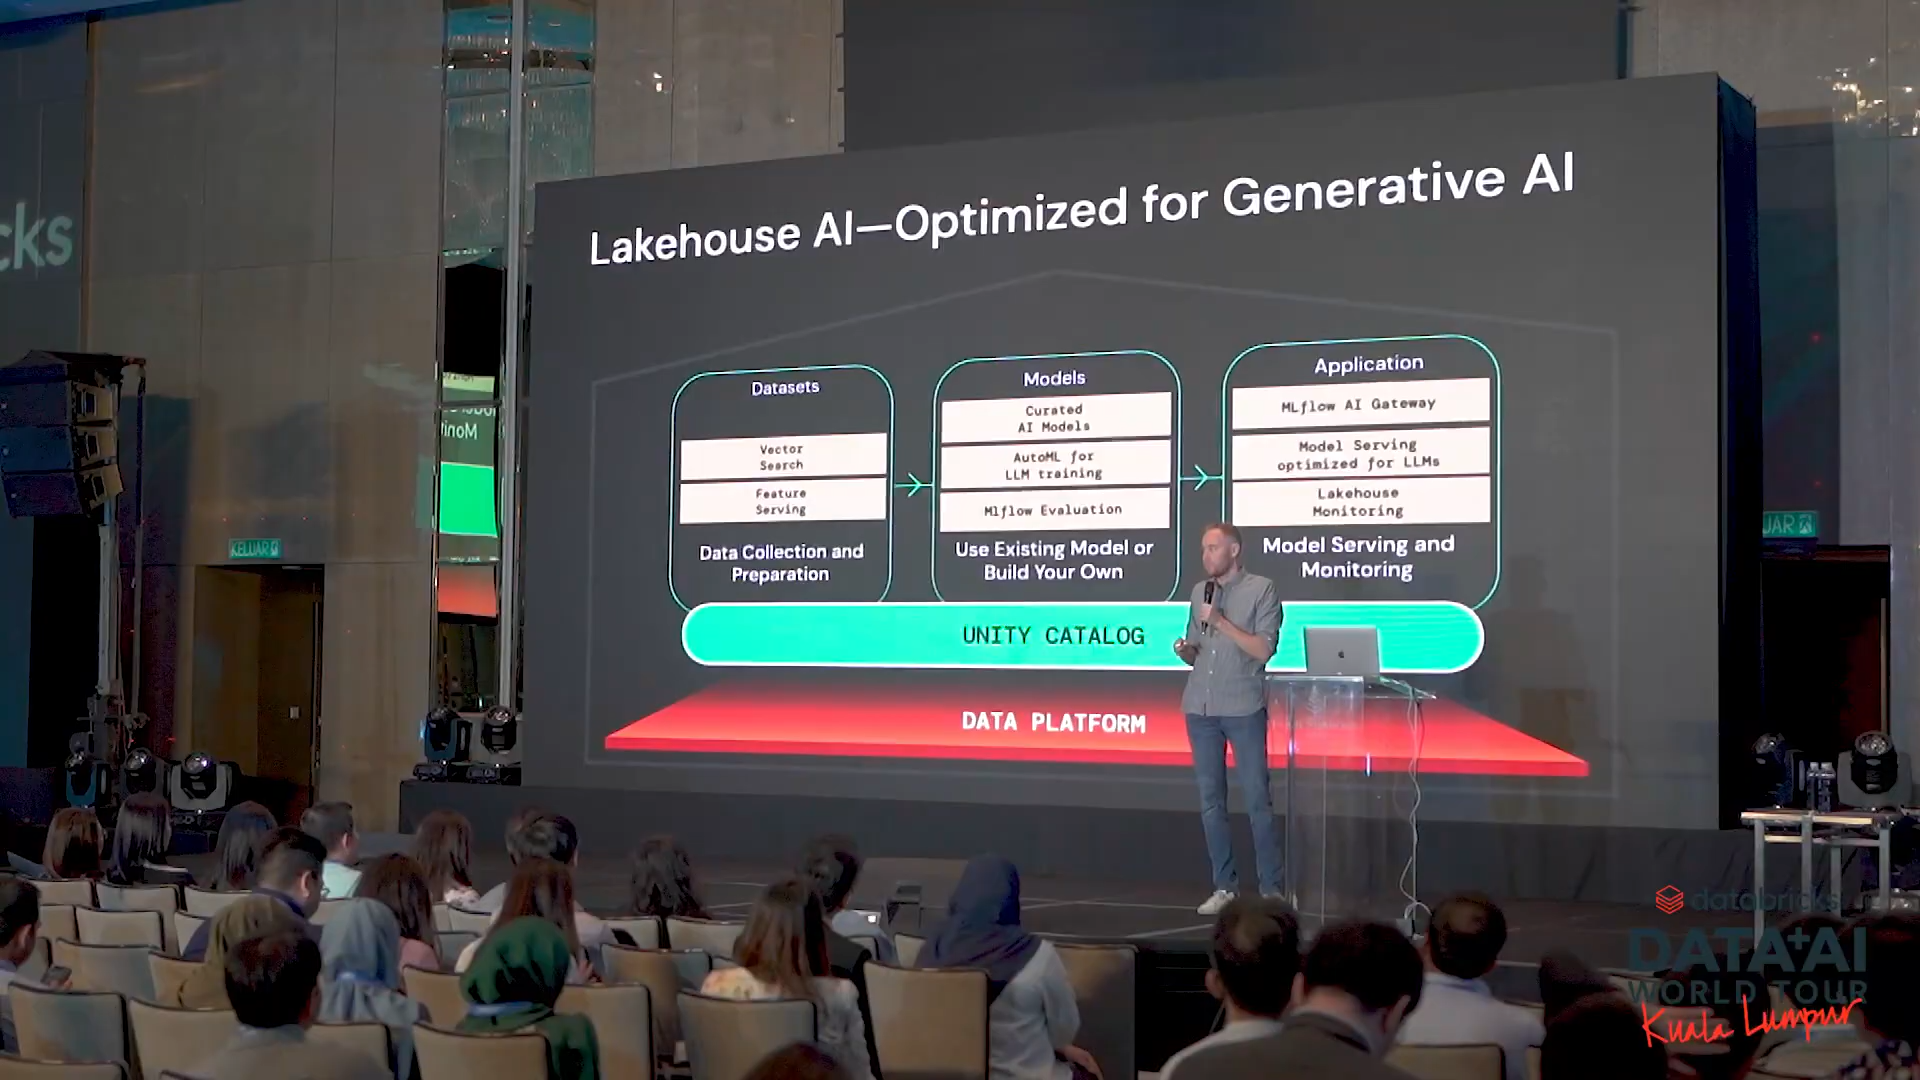 cks
Lakehouse AI—Optimized for Generative AI
Datasets
Vector
Search
Feature
Serving
Data Collection and
Preparation
Models
Curated
AI Models
AutoML for
LLM training
Mlflow Evaluation
Use Existing Model or
Build Your Own
Application
MLflow AI Gateway
Model Serving
optimized for LLMs
Lakehouse
Monitoring
Model Serving and
Monitoring
UNITY CATALOG
DATA PLATFORM
KELUAR
UAR
databricks
DATA+AI
WORLD TOUR
Kuala Lumpur